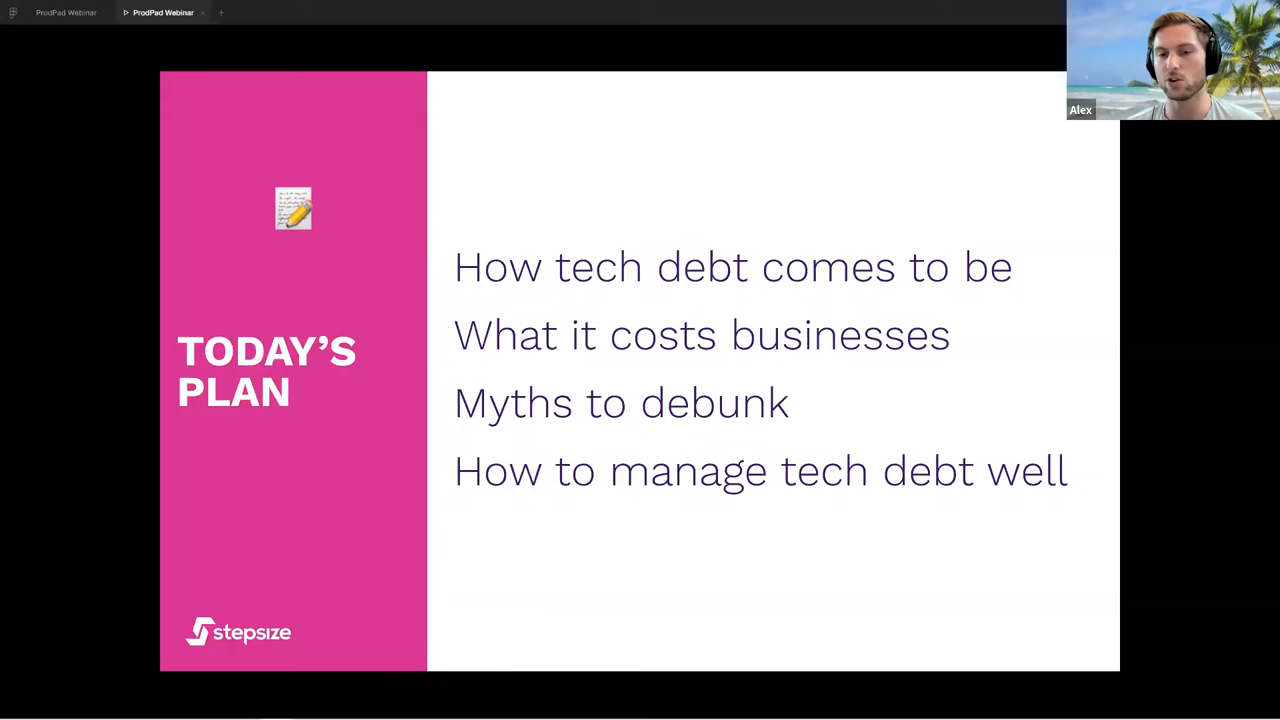 ProdPad Webinar
ProdPad Webinar
Alex
TODAY'S
PLAN
How tech debt comes to be
What it costs businesses
Myths to debunk
How to manage tech debt well
stepsize